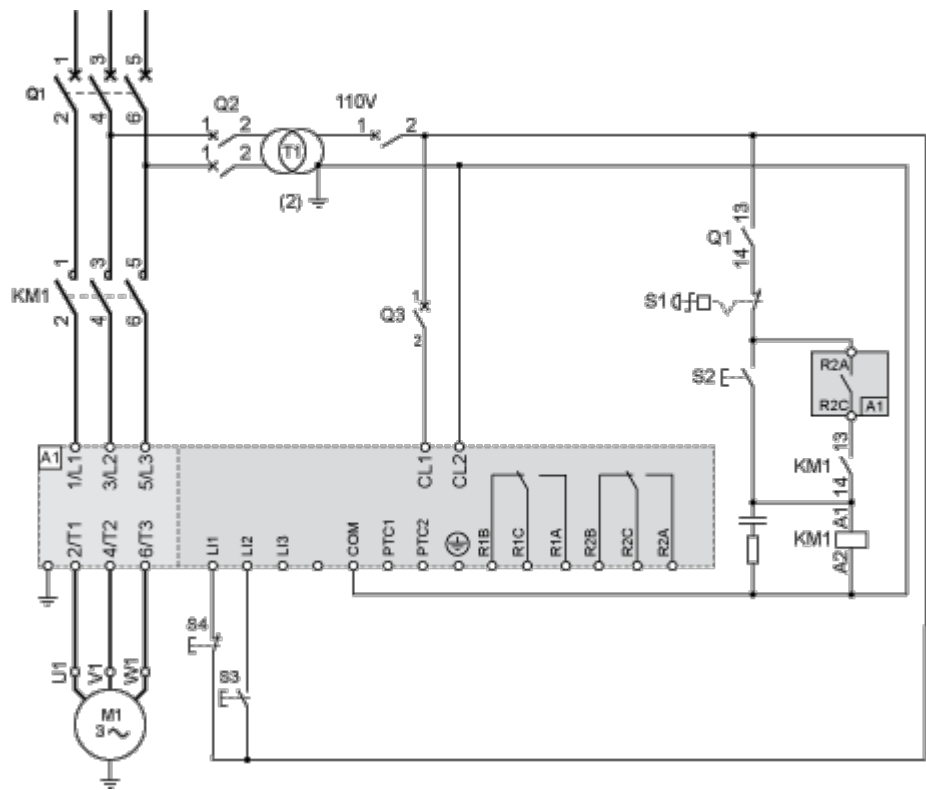 1 3 5
Q1
2 4 6
Q2
1 2
1 2
T1
(2)
110V
1 2
1 3 5
KM1
2 4 6
1
Q3
2
13
Q1
14
S1
S2
R2A
R2C
A1
13
KM1
14
A1
KM1
A2
A1
1/L1 3/L2 5/L3 CL1 CL2
2/T1 4/T2 6/T3 LI1 LI2 LI3 COM PTC1 PTC2 R1B R1C R1A R2B R2C R2A
S4
S3
U1 V1 W1
M1
3